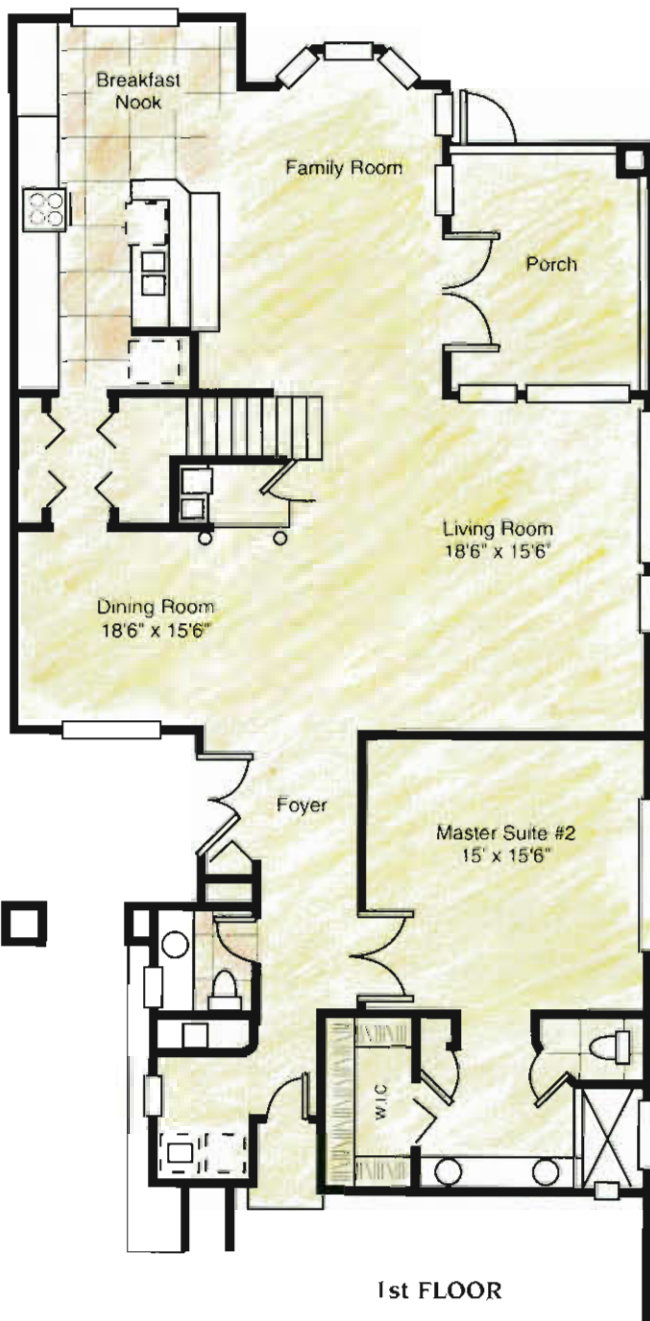 Breakfast
Nook
Family Room
Porch
Living Room
18'6" x 15'6"
Dining Room
18'6" x 15'6"
Foyer
Master Suite #2
15' x 15'6"
W.I.C
1st FLOOR